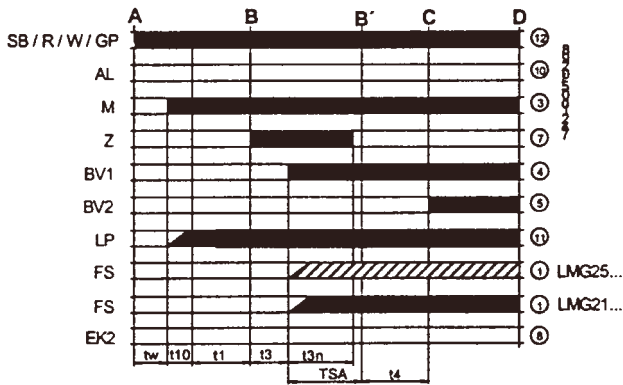 A B B´ C D
SB / R / W / GP 12
AL 10
M 3
Z 7
BV1 4
BV2 5
LP 11
FS 1 LMG25...
FS 1 LMG21...
EK2 8
tw t10 t1 t3 t3n
TSA t4